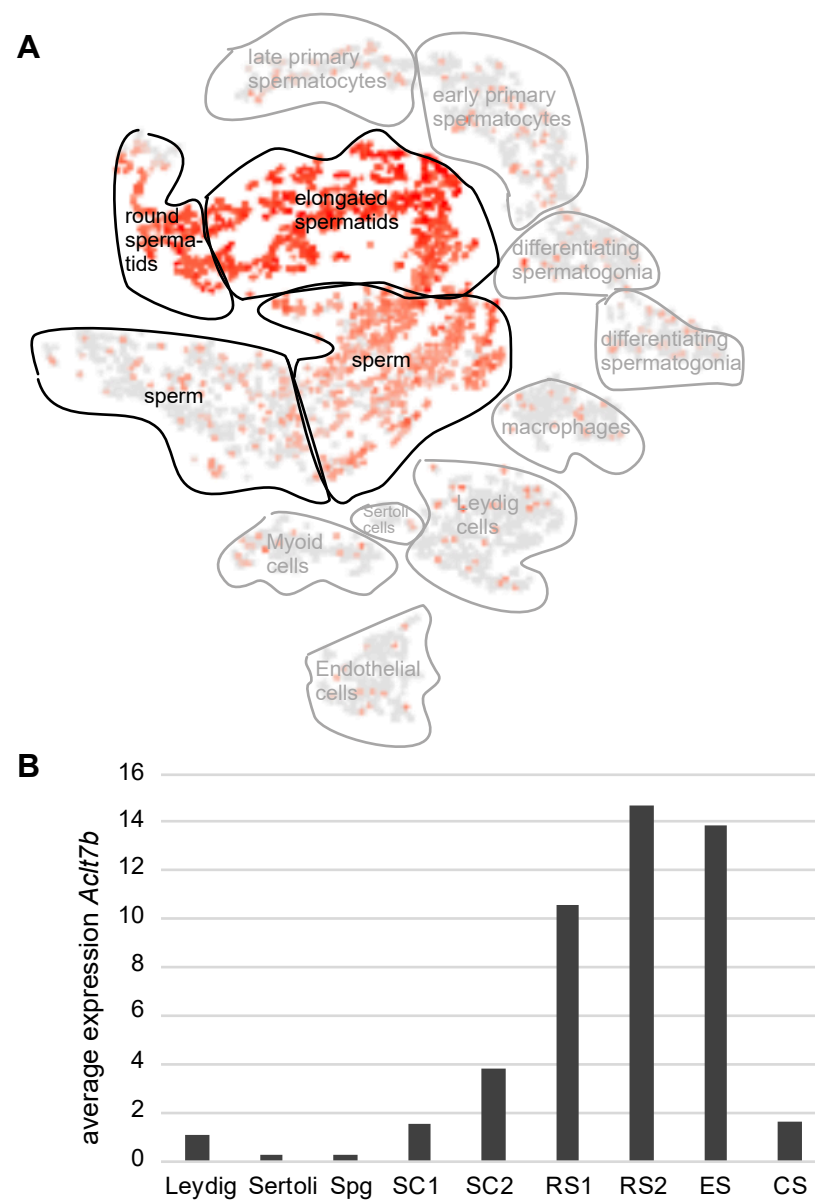 A
late primary
spermatocytes
early primary
spermatocytes
round
sperma-
tids
elongated
spermatids
differentiating
spermatogonia
differentiating
spermatogonia
sperm
sperm
macrophages
Leydig
cells
Sertoli
cells
Myoid
cells
Endothelial
cells
B
average expression Aclt7b
16
14
12
10
8
6
4
2
0
Leydig Sertoli Spg SC1 SC2 RS1 RS2 ES CS